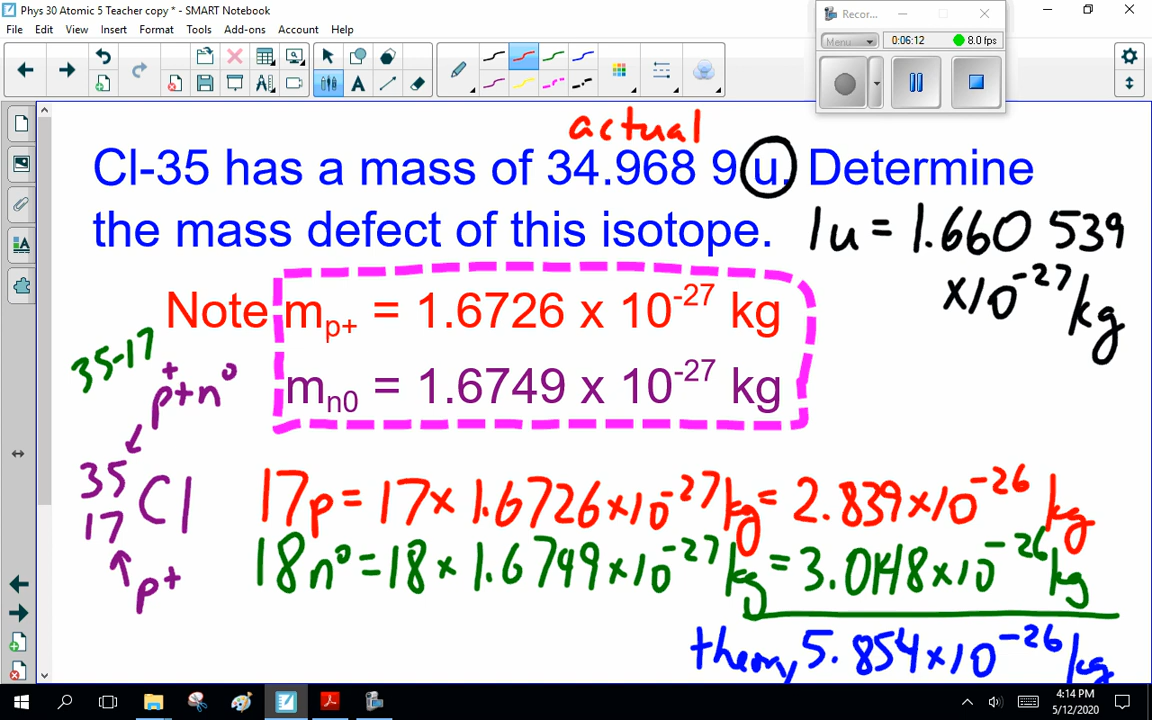 Phys 30 Atomic 5 Teacher copy * - SMART Notebook
Recor...
File Edit View Insert Format Tools Add-ons Account Help
Menu
0:06:12
8.0 fps
actual
Cl-35 has a mass of 34.968 9 u. Determine
the mass defect of this isotope.
1u = 1.660 539
×10⁻²⁷ kg
Note m_p+ = 1.6726 x 10⁻²⁷ kg
m_n0 = 1.6749 x 10⁻²⁷ kg
35-17
p⁺+n⁰
35
17
Cl
p+
17p = 17 × 1.6726×10⁻²⁷ kg = 2.839×10⁻²⁶ kg
18n⁰ = 18 × 1.6749×10⁻²⁷ kg = 3.0148×10⁻²⁶ kg
theory 5.854×10⁻²⁶ kg
4:14 PM
5/12/2020